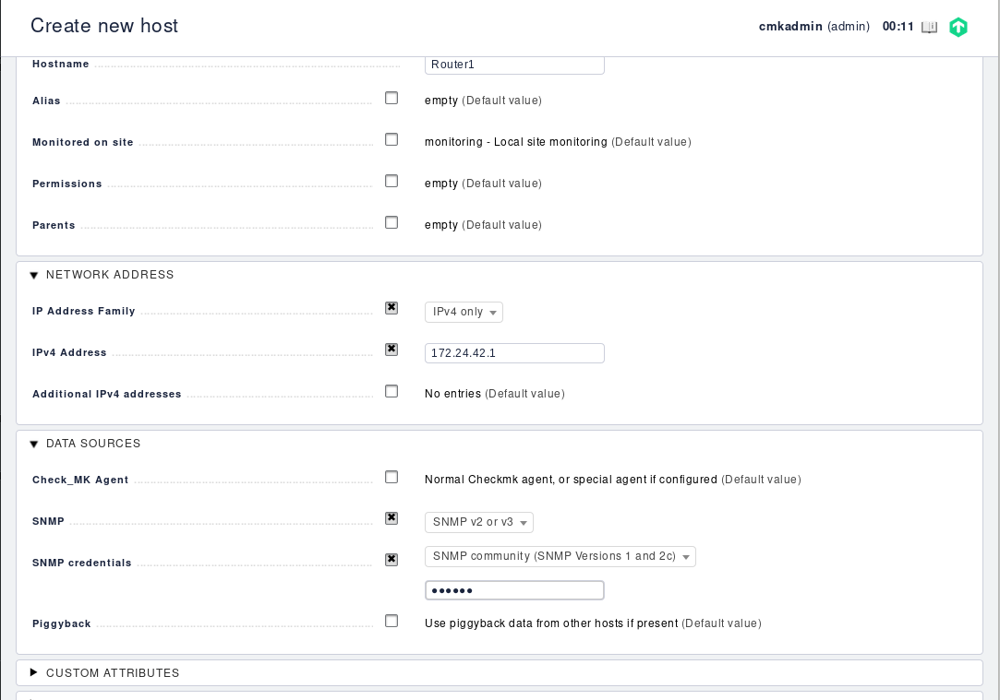 Create new host
cmkadmin (admin) 00:11
Hostname Router1
Alias empty (Default value)
Monitored on site monitoring - Local site monitoring (Default value)
Permissions empty (Default value)
Parents empty (Default value)
NETWORK ADDRESS
IP Address Family IPv4 only
IPv4 Address 172.24.42.1
Additional IPv4 addresses No entries (Default value)
DATA SOURCES
Check_MK Agent Normal Checkmk agent, or special agent if configured (Default value)
SNMP SNMP v2 or v3
SNMP credentials SNMP community (SNMP Versions 1 and 2c)
••••••
Piggyback Use piggyback data from other hosts if present (Default value)
CUSTOM ATTRIBUTES